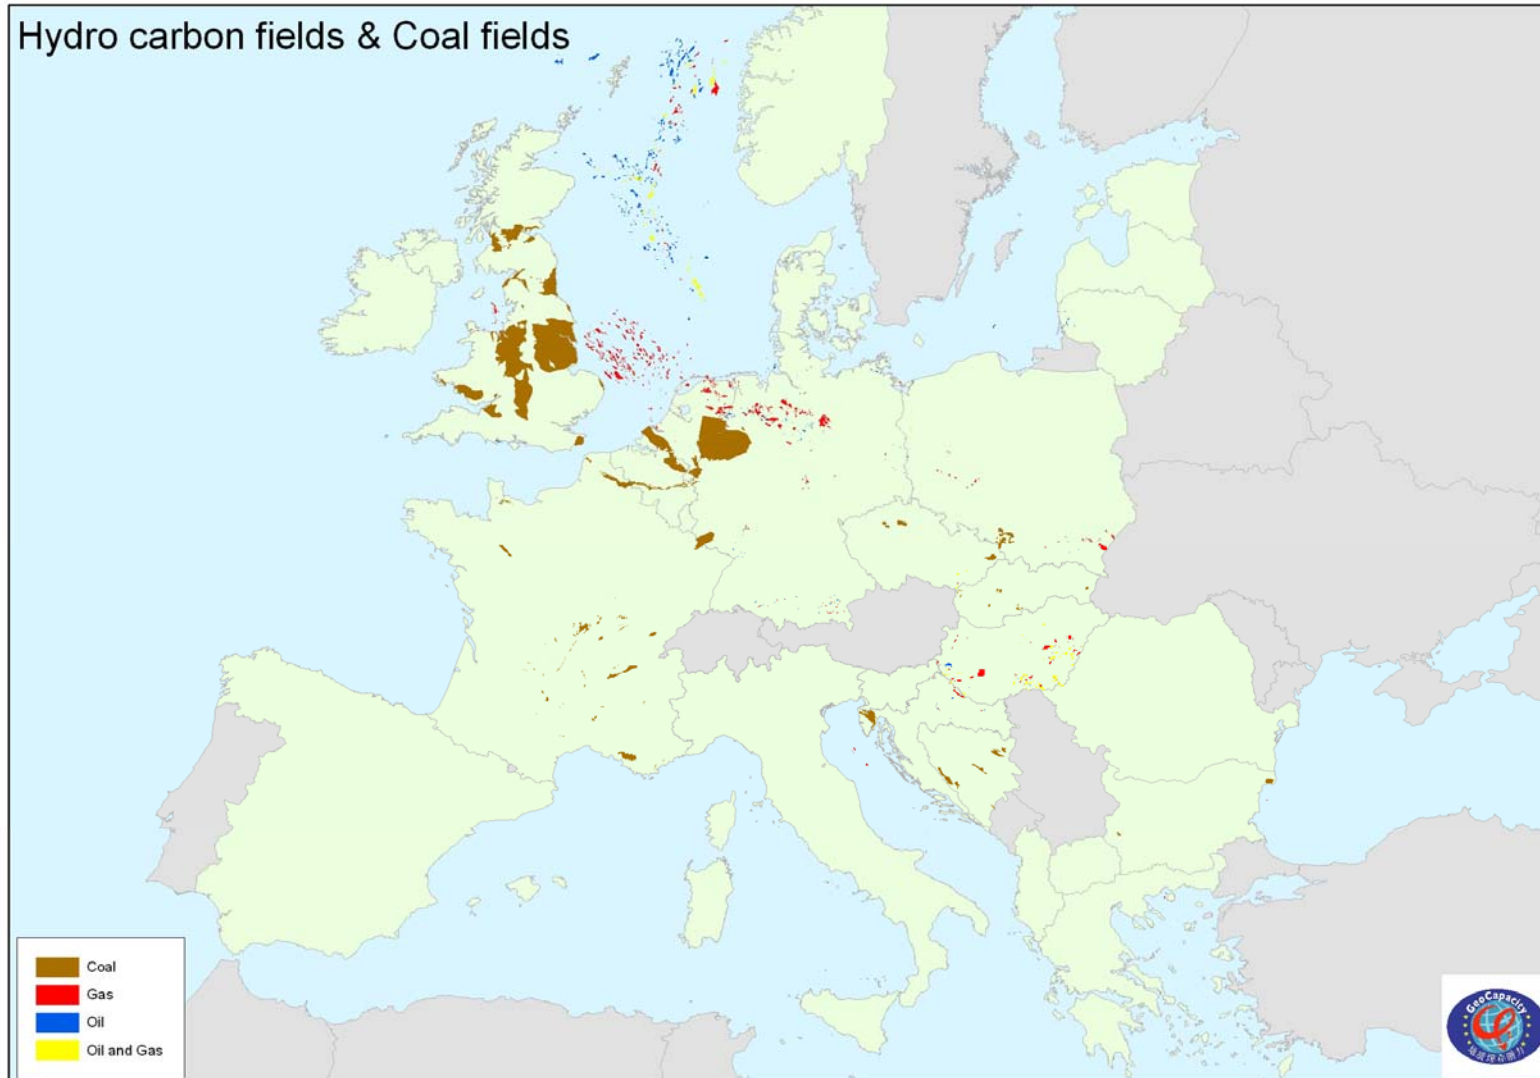 Hydro carbon fields & Coal fields
Coal
Gas
Oil
Oil and Gas
GeoCapacity